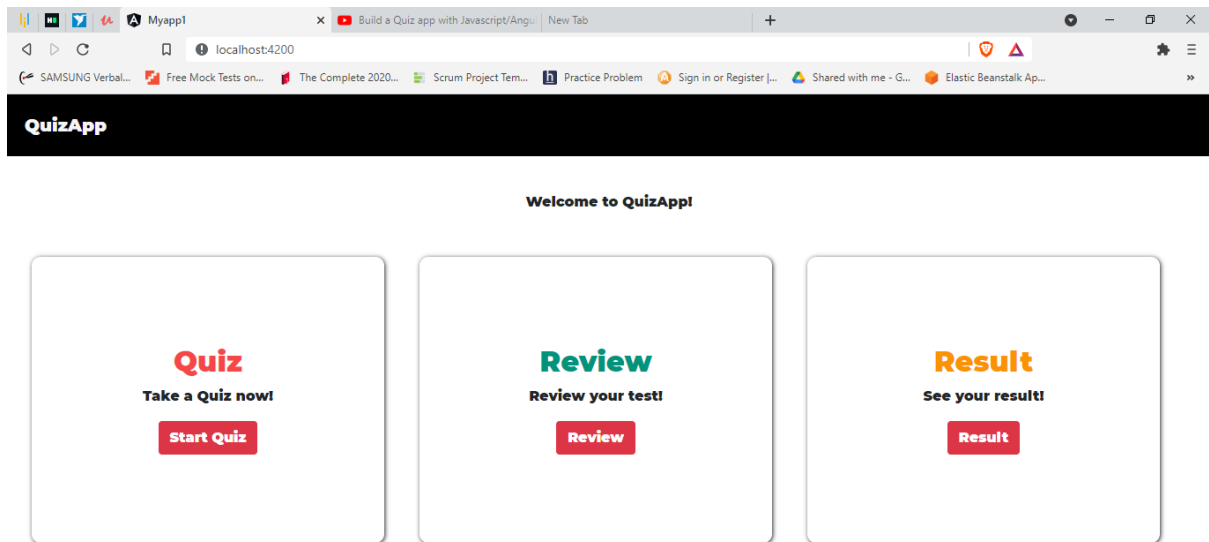 Myapp1
Build a Quiz app with Javascript/Angu
New Tab
localhost:4200
SAMSUNG Verbal...
Free Mock Tests on...
The Complete 2020...
Scrum Project Tem...
Practice Problem
Sign in or Register |...
Shared with me - G...
Elastic Beanstalk Ap...
QuizApp
Welcome to QuizApp!
Quiz
Take a Quiz now!
Start Quiz
Review
Review your test!
Review
Result
See your result!
Result